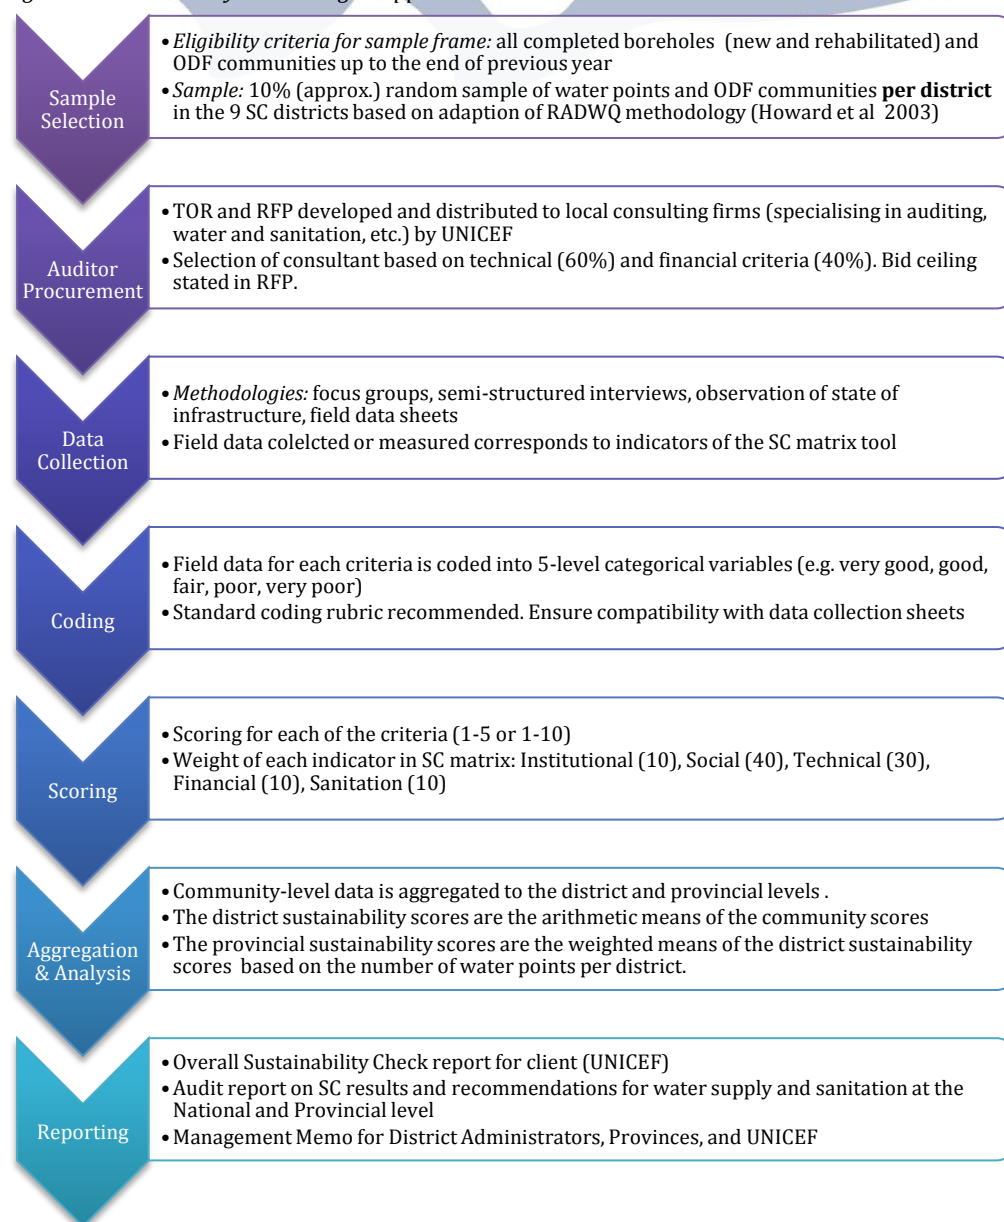 Sample
Selection
• Eligibility criteria for sample frame: all completed boreholes (new and rehabilitated) and
ODF communities up to the end of previous year
• Sample: 10% (approx.) random sample of water points and ODF communities per district
in the 9 SC districts based on adaption of RADWQ methodology (Howard et al 2003)
Auditor
Procurement
• TOR and RFP developed and distributed to local consulting firms (specialising in auditing,
water and sanitation, etc.) by UNICEF
• Selection of consultant based on technical (60%) and financial criteria (40%). Bid ceiling
stated in RFP.
Data
Collection
• Methodologies: focus groups, semi-structured interviews, observation of state of
infrastructure, field data sheets
• Field data colelcted or measured corresponds to indicators of the SC matrix tool
Coding
• Field data for each criteria is coded into 5-level categorical variables (e.g. very good, good,
fair, poor, very poor)
• Standard coding rubric recommended. Ensure compatibility with data collection sheets
Scoring
• Scoring for each of the criteria (1-5 or 1-10)
• Weight of each indicator in SC matrix: Institutional (10), Social (40), Technical (30),
Financial (10), Sanitation (10)
Aggregation
& Analysis
• Community-level data is aggregated to the district and provincial levels .
• The district sustainability scores are the arithmetic means of the community scores
• The provincial sustainability scores are the weighted means of the district sustainability
scores based on the number of water points per district.
Reporting
• Overall Sustainability Check report for client (UNICEF)
• Audit report on SC results and recommendations for water supply and sanitation at the
National and Provincial level
• Management Memo for District Administrators, Provinces, and UNICEF